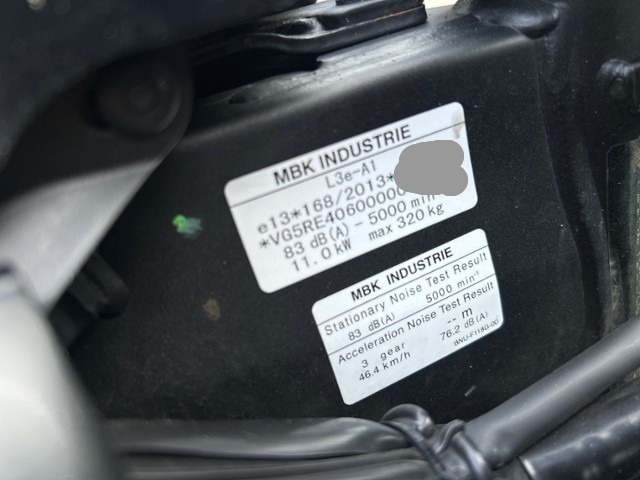 MBK INDUSTRIE
L3e-A1
e13*168/2013*
*VG5RE40600000
83 dB(A) - 5000 min
11.0 kW max 320 kg
MBK INDUSTRIE
Stationary Noise Test Result
83 dB(A) 5000 min⁻¹
Acceleration Noise Test Result
3 gear -- m
46.4 km/h 76.2 dB(A)